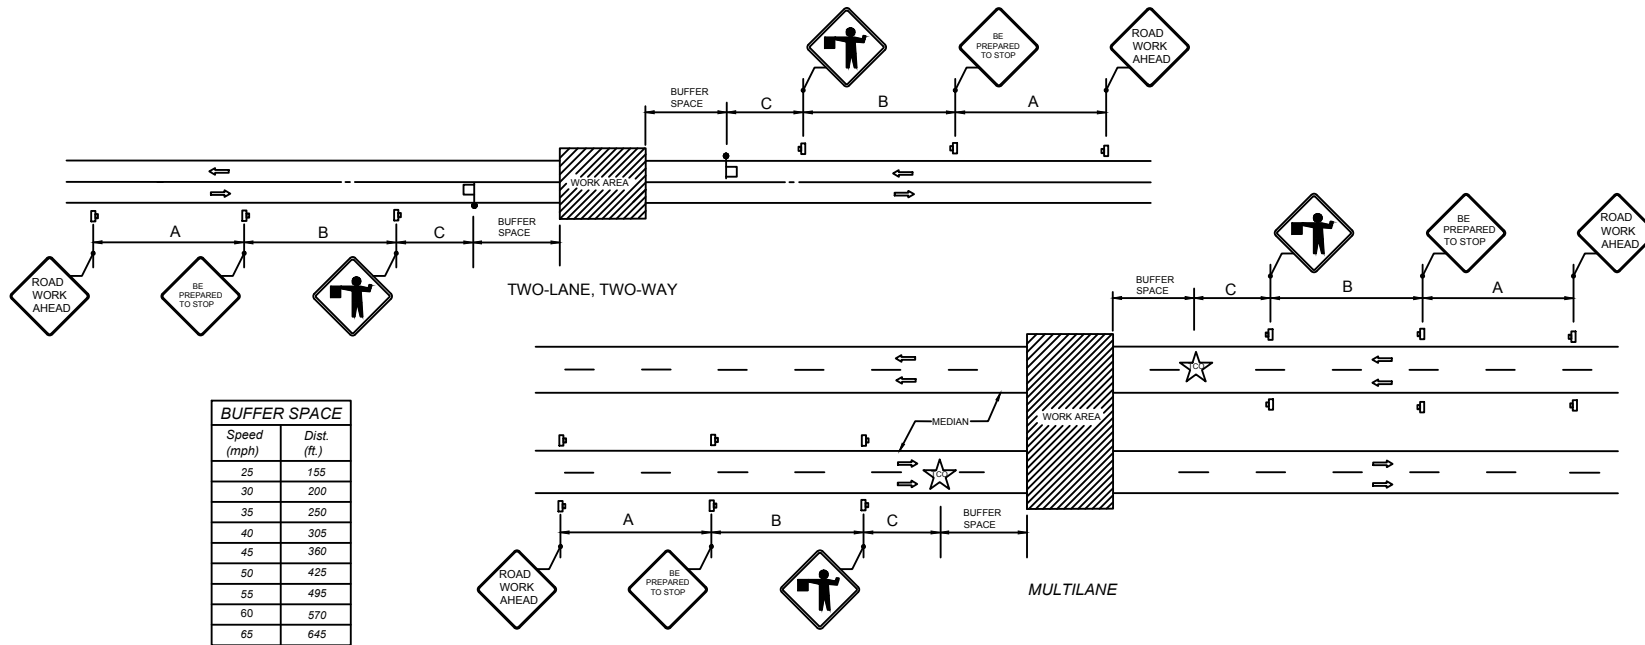 BE
PREPARED
TO STOP
ROAD
WORK
AHEAD
BUFFER
SPACE
C
B
A
WORK AREA
A
B
C
BUFFER
SPACE
ROAD
WORK
AHEAD
BE
PREPARED
TO STOP
TWO-LANE, TWO-WAY
BE
PREPARED
TO STOP
ROAD
WORK
AHEAD
BUFFER
SPACE
C
B
A
TCO
WORK AREA
MEDIAN
TCO
A
B
C
BUFFER
SPACE
ROAD
WORK
AHEAD
BE
PREPARED
TO STOP
MULTILANE
BUFFER SPACE
Speed (mph) Dist. (ft.)
25 155
30 200
35 250
40 305
45 360
50 425
55 495
60 570
65 645